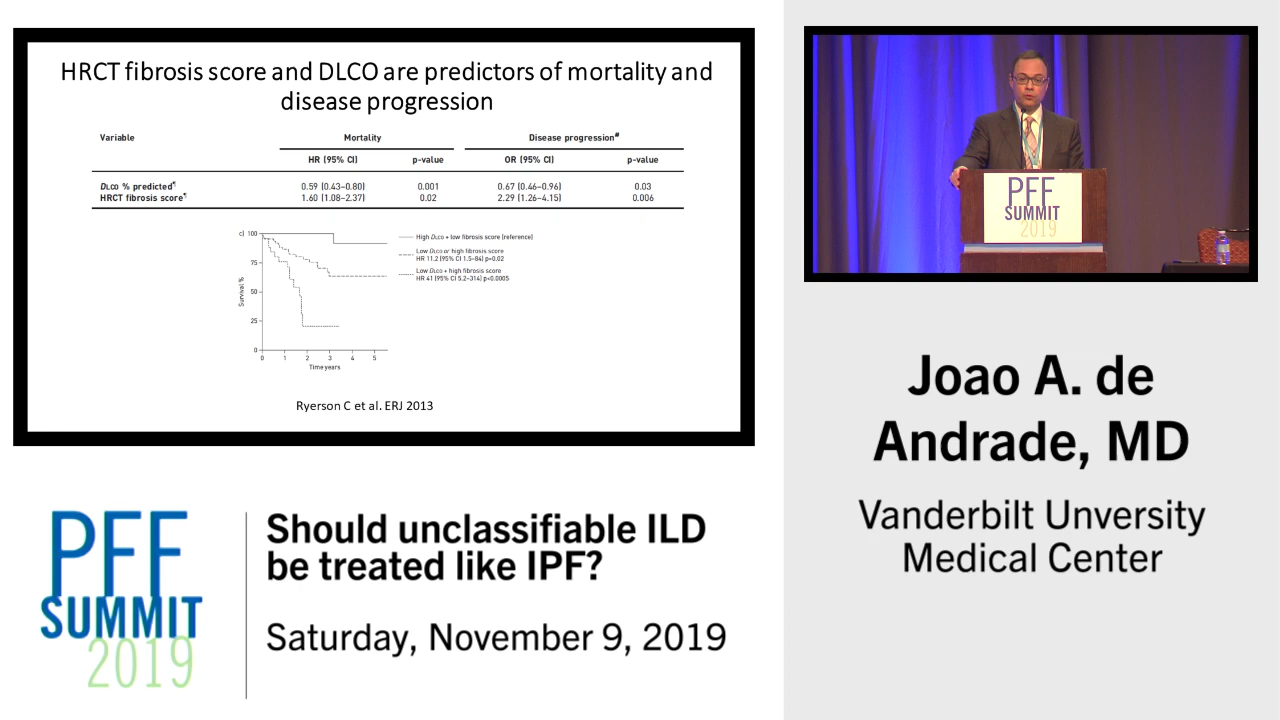 HRCT fibrosis score and DLCO are predictors of mortality and
disease progression
Variable Mortality Disease progression#
HR (95% CI) p-value OR (95% CI) p-value
DLCO % predicted¶ 0.59 (0.43–0.80) 0.001 0.67 (0.46–0.96) 0.03
HRCT fibrosis score¶ 1.60 (1.08–2.37) 0.02 2.29 (1.26–4.15) 0.006
c) 100
75
50
25
0
Survival %
0 1 2 3 4 5
Time years
High DLCO + low fibrosis score (reference)
Low DLCO or high fibrosis score
HR 11.2 (95% CI 1.5–84) p=0.02
Low DLCO + high fibrosis score
HR 41 (95% CI 5.2–314) p<0.0005
Ryerson C et al. ERJ 2013
PFF
SUMMIT
2019
Joao A. de
Andrade, MD
Vanderbilt Unversity
Medical Center
PFF
SUMMIT
2019
Should unclassifiable ILD
be treated like IPF?
Saturday, November 9, 2019